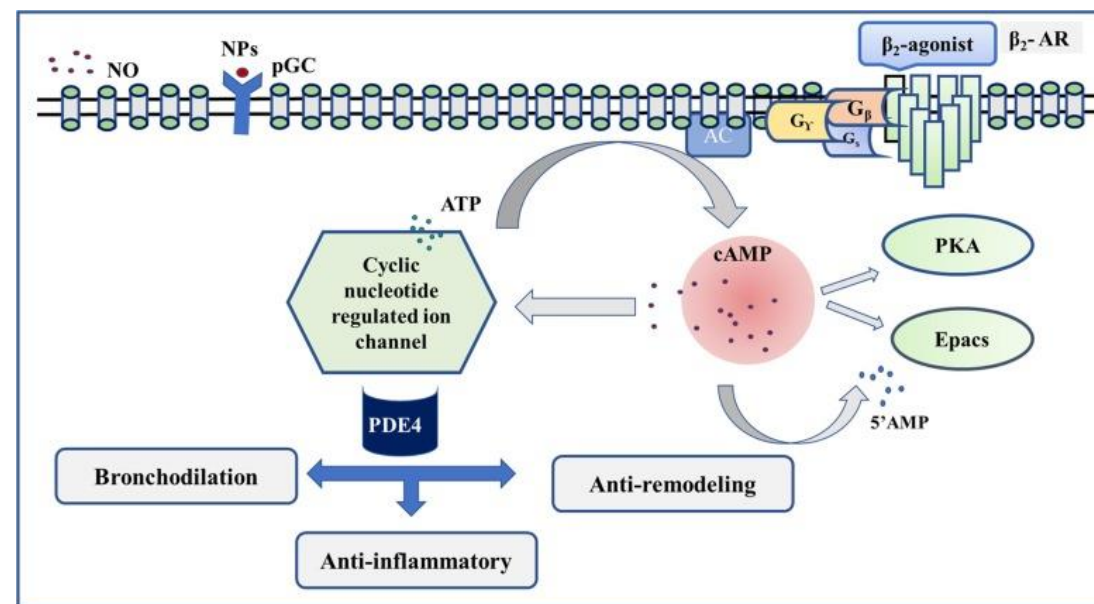 NO
NPs
pGC
β₂-agonist
β₂- AR
AC
Gᵧ
Gᵦ
Gₛ
ATP
Cyclic
nucleotide
regulated ion
channel
cAMP
PKA
Epacs
5’AMP
PDE4
Bronchodilation
Anti-remodeling
Anti-inflammatory